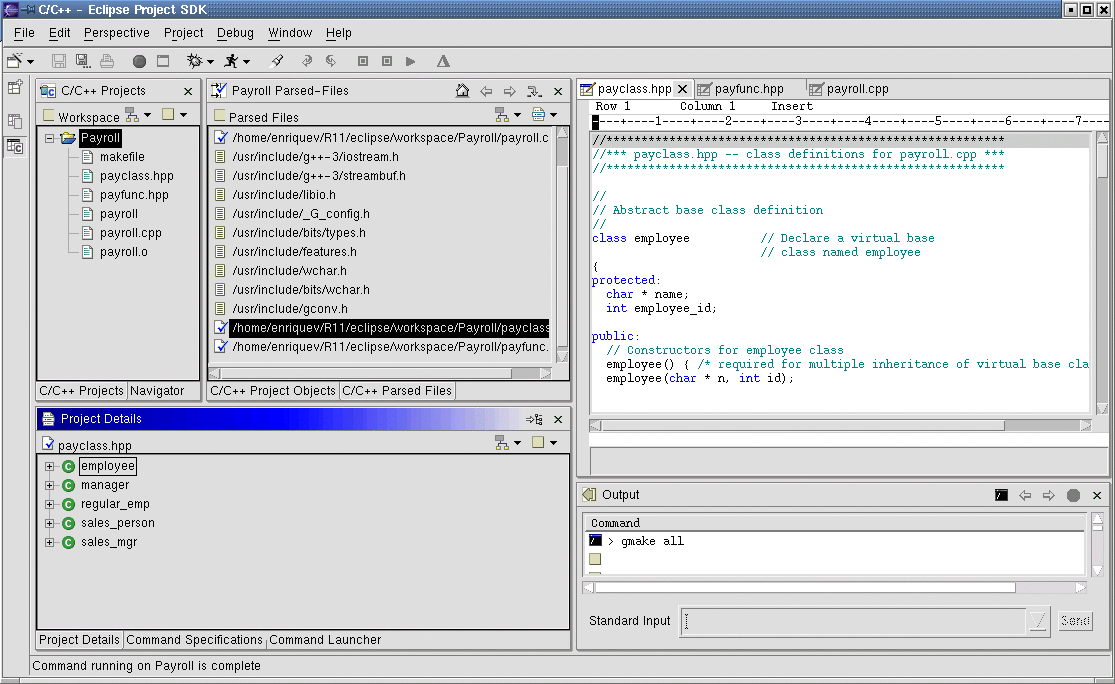 C/C++ - Eclipse Project SDK
File Edit Perspective Project Debug Window Help
C/C++ Projects
Workspace
Payroll
makefile
payclass.hpp
payfunc.hpp
payroll
payroll.cpp
payroll.o
C/C++ Projects Navigator
Payroll Parsed-Files
Parsed Files
/home/enriquev/R11/eclipse/workspace/Payroll/payroll.c
/usr/include/g++-3/iostream.h
/usr/include/g++-3/streambuf.h
/usr/include/libio.h
/usr/include/_G_config.h
/usr/include/bits/types.h
/usr/include/features.h
/usr/include/wchar.h
/usr/include/bits/wchar.h
/usr/include/gconv.h
/home/enriquev/R11/eclipse/workspace/Payroll/payclass
/home/enriquev/R11/eclipse/workspace/Payroll/payfunc.
C/C++ Project Objects C/C++ Parsed Files
payclass.hpp payfunc.hpp payroll.cpp
Row 1 Column 1 Insert
----+----1----+----2----+----3----+----4----+----5----+----6----+----7----
//*********************************************************
//*** payclass.hpp -- class definitions for payroll.cpp ***
//*********************************************************
//
// Abstract base class definition
//
class employee // Declare a virtual base
// class named employee
{
protected:
char * name;
int employee_id;
public:
// Constructors for employee class
employee() { /* required for multiple inheritance of virtual base cla
employee(char * n, int id);
Project Details
payclass.hpp
employee
manager
regular_emp
sales_person
sales_mgr
Project Details Command Specifications Command Launcher
Output
Command
> gmake all
Standard Input
Send
Command running on Payroll is complete